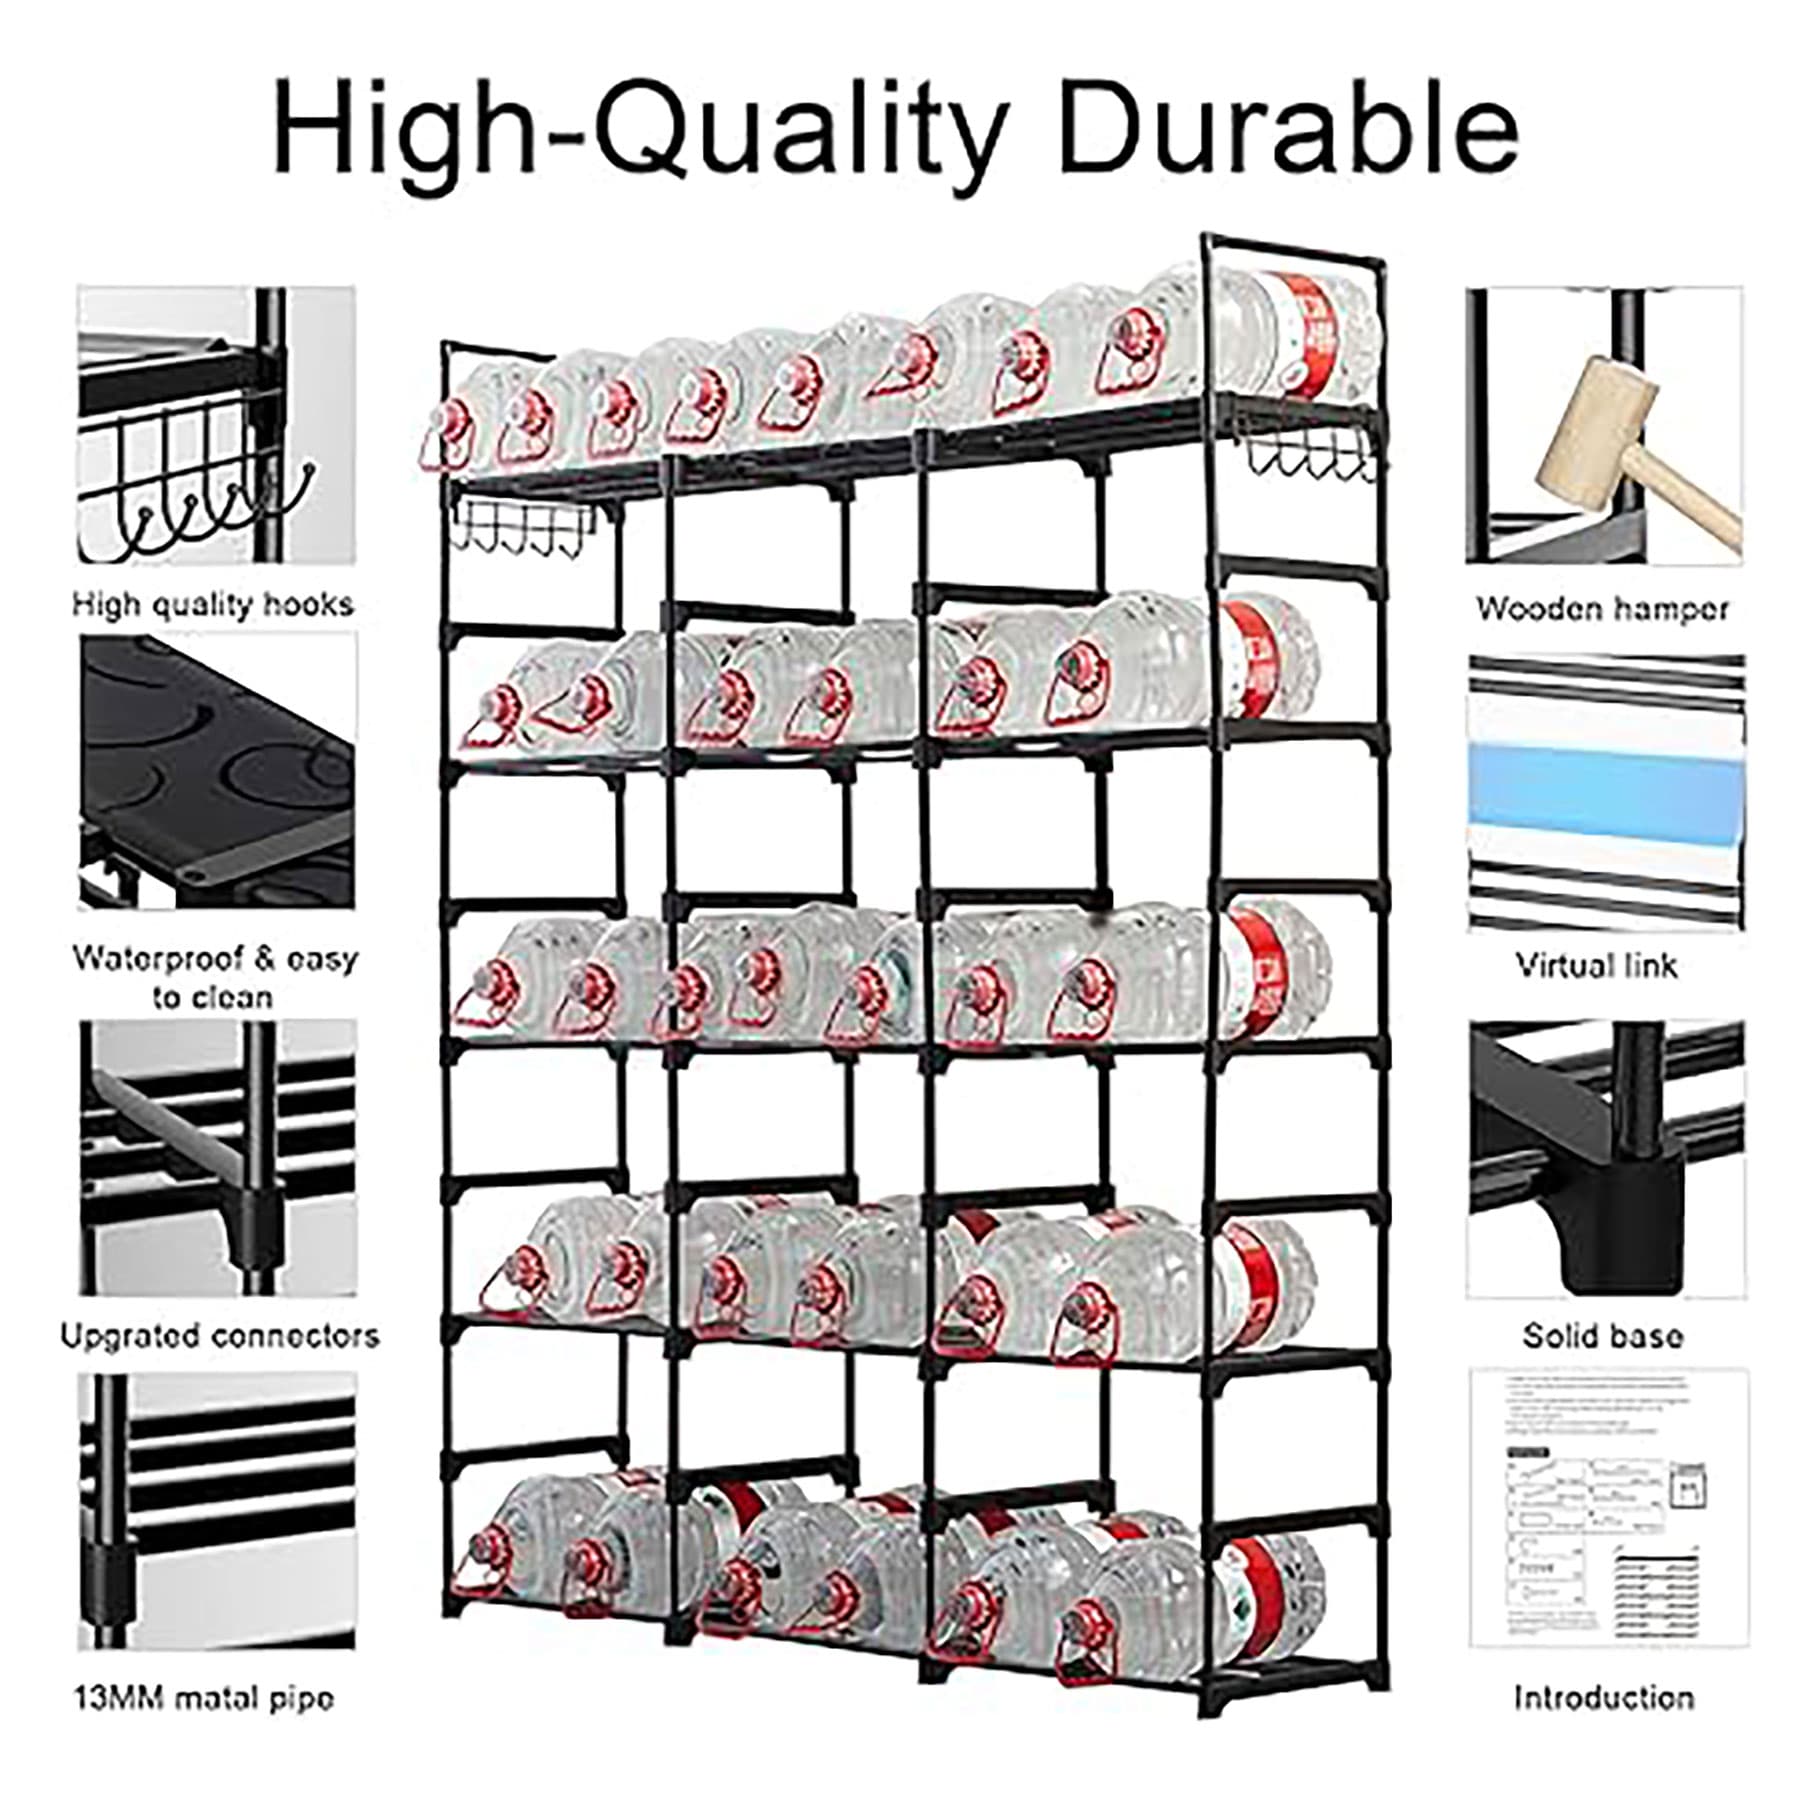 High-Quality Durable
High quality hooks
Waterproof & easy
to clean
Upgrated connectors
13MM matal pipe
Wooden hamper
Virtual link
Solid base
Introduction